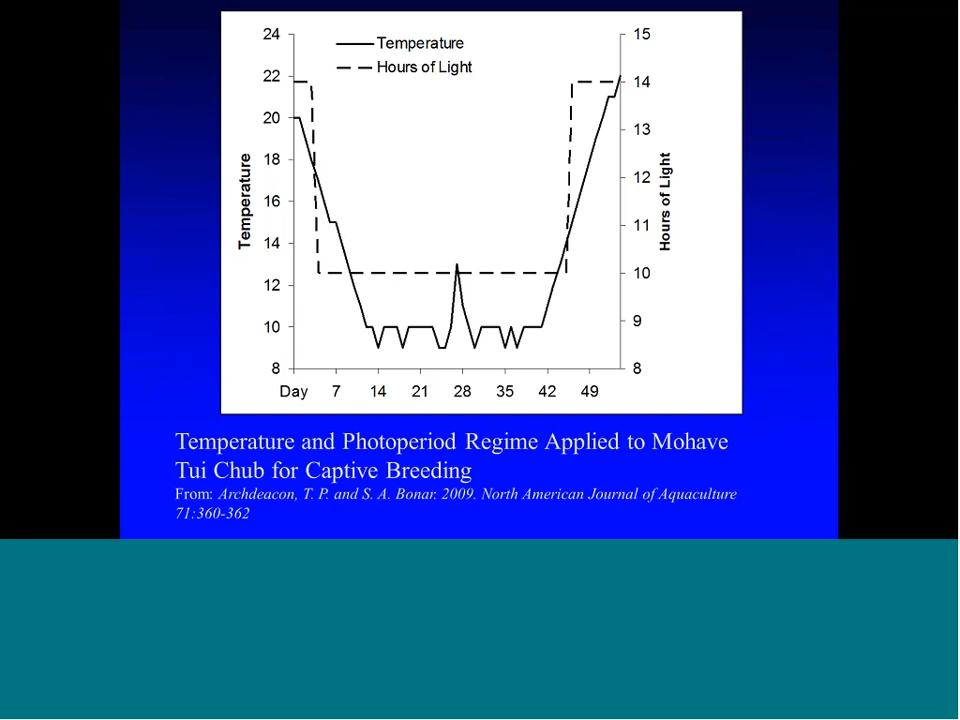 24
22
20
18
16
14
12
10
8
Temperature
Temperature
Hours of Light
15
14
13
12
11
10
9
8
Hours of Light
Day 7 14 21 28 35 42 49
Temperature and Photoperiod Regime Applied to Mohave
Tui Chub for Captive Breeding
From: Archdeacon, T. P. and S. A. Bonar. 2009. North American Journal of Aquaculture
71:360-362